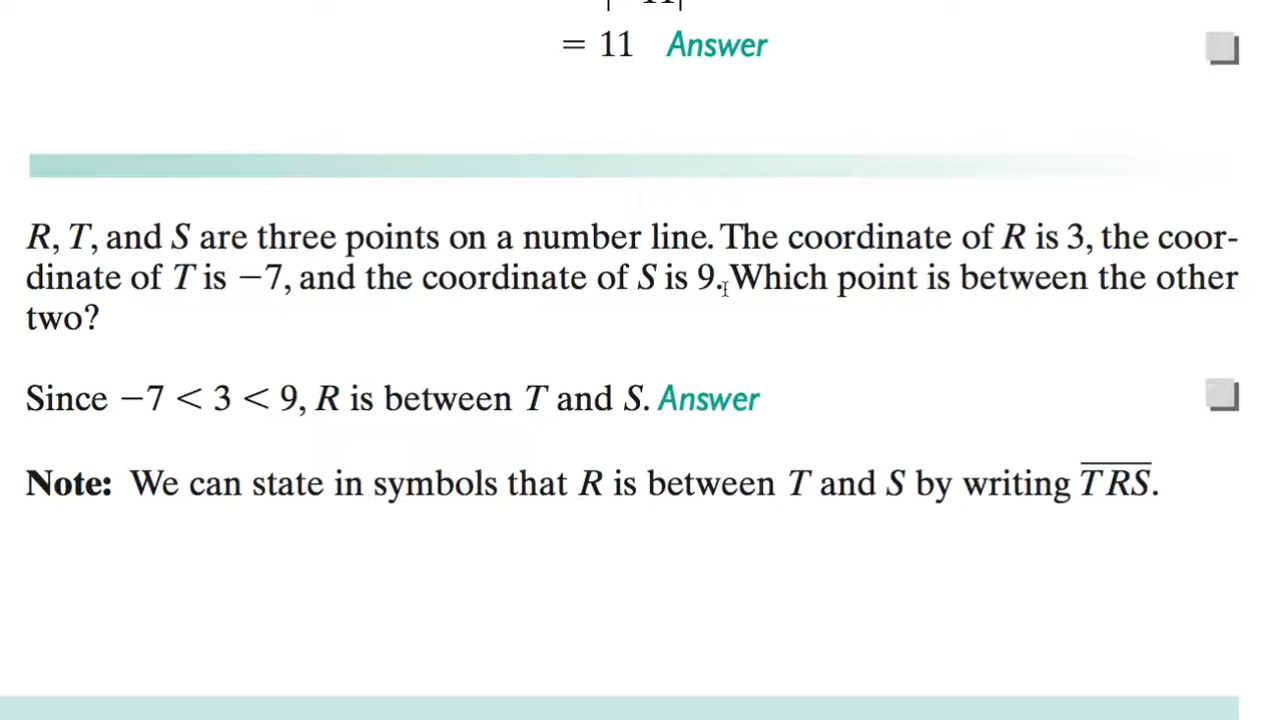 = 11 Answer
R, T, and S are three points on a number line. The coordinate of R is 3, the coor-
dinate of T is −7, and the coordinate of S is 9. Which point is between the other
two?
Since −7 < 3 < 9, R is between T and S. Answer
Note: We can state in symbols that R is between T and S by writing T̅R̅S̅.